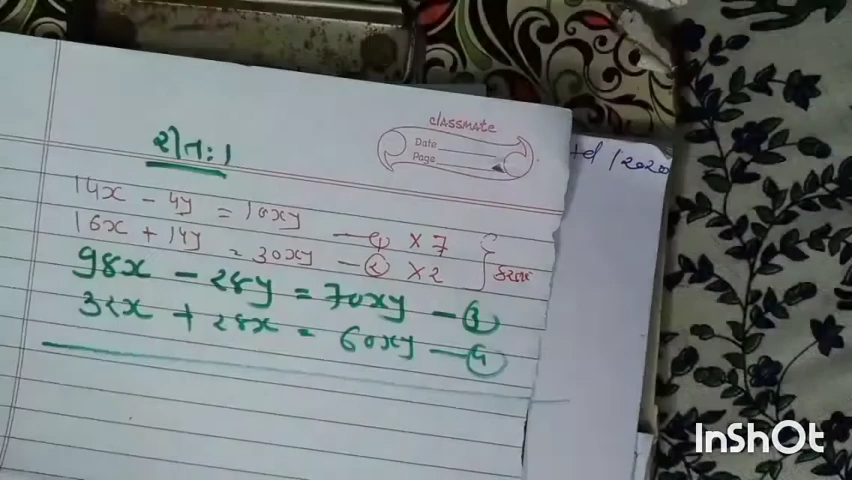 classmate
Date
Page
રીત:1
14x - 4y = 10xy — ① × 7
16x + 14y = 30xy — ② × 2
98x - 28y = 70xy — ③
32x + 28x = 60xy — ④
InShOt